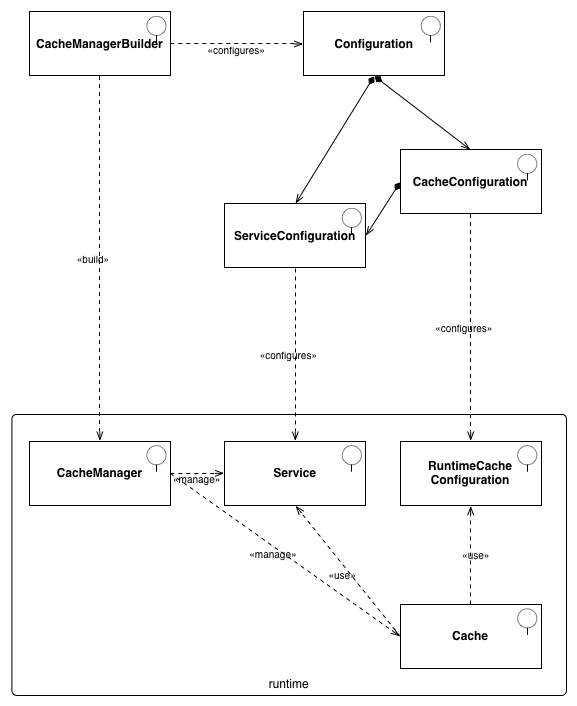 CacheManagerBuilder
Configuration
«configures»
CacheConfiguration
ServiceConfiguration
«build»
«configures»
«configures»
CacheManager
Service
RuntimeCache
Configuration
«manage»
«manage»
«use»
«use»
Cache
runtime